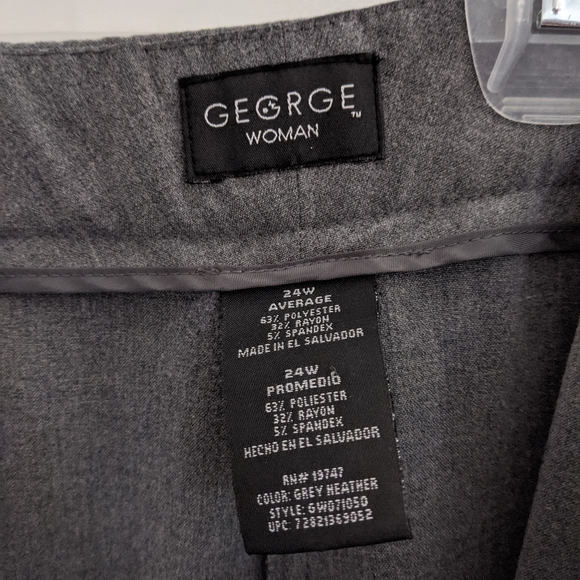 GEORGE™
WOMAN
24W
AVERAGE
63% POLYESTER
32% RAYON
5% SPANDEX
MADE IN EL SALVADOR
24W
PROMEDIO
63% POLIESTER
32% RAYON
5% SPANDEX
HECHO EN EL SALVADOR
RN# 19747
COLOR: GREY HEATHER
STYLE: GW071050
UPC: 72821369052